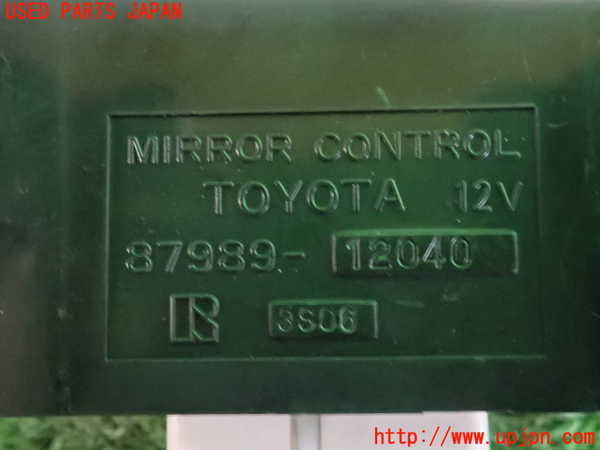 USED PARTS JAPAN
MIRROR CONTROL
TOYOTA 12V
87989-12040
R
3S06
http://www.upjpn.com